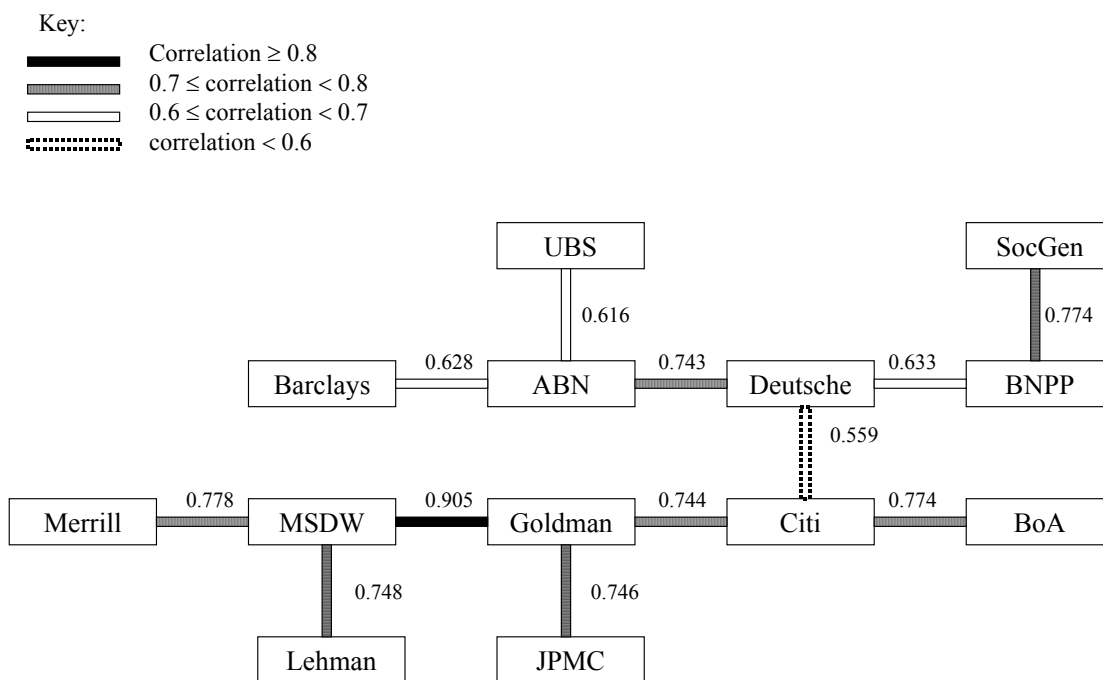 Key:
Correlation ≥ 0.8
0.7 ≤ correlation < 0.8
0.6 ≤ correlation < 0.7
correlation < 0.6
UBS
SocGen
0.616
0.774
Barclays
0.628
ABN
0.743
Deutsche
0.633
BNPP
0.559
Merrill
0.778
MSDW
0.905
Goldman
0.744
Citi
0.774
BoA
0.748
0.746
Lehman
JPMC